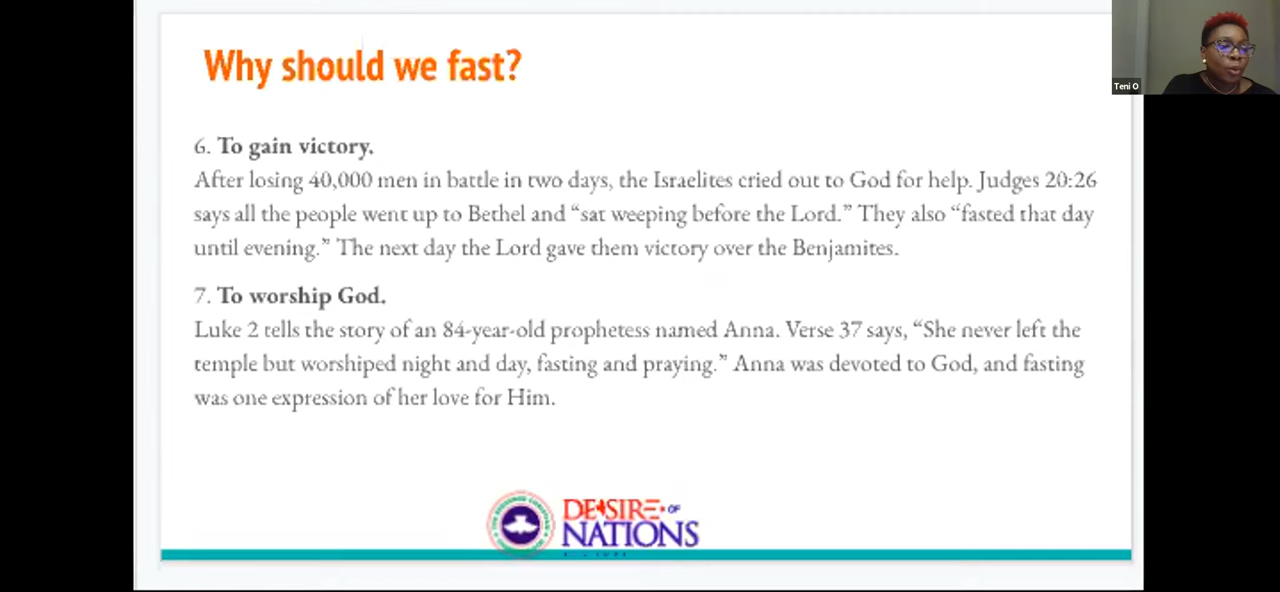 Why should we fast?
Teni O
6. To gain victory.
After losing 40,000 men in battle in two days, the Israelites cried out to God for help. Judges 20:26
says all the people went up to Bethel and “sat weeping before the Lord.” They also “fasted that day
until evening.” The next day the Lord gave them victory over the Benjamites.
7. To worship God.
Luke 2 tells the story of an 84-year-old prophetess named Anna. Verse 37 says, “She never left the
temple but worshiped night and day, fasting and praying.” Anna was devoted to God, and fasting
was one expression of her love for Him.
DESIRE OF
NATIONS